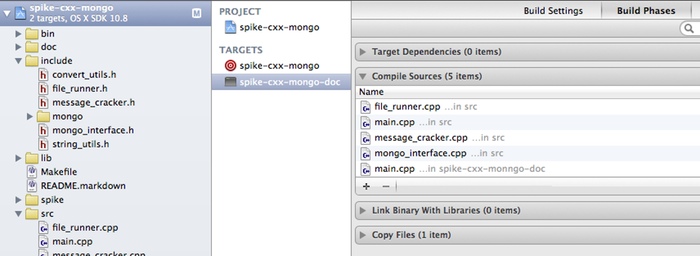 spike-cxx-mongo
2 targets, OS X SDK 10.8
M
bin
doc
include
convert_utils.h
file_runner.h
message_cracker.h
mongo
mongo_interface.h
string_utils.h
lib
Makefile
README.markdown
spike
src
file_runner.cpp
main.cpp
message_cracker.cpp
PROJECT
spike-cxx-mongo
TARGETS
spike-cxx-mongo
spike-cxx-mongo-doc
Build Settings
Build Phases
Target Dependencies (0 items)
Compile Sources (5 items)
Name
file_runner.cpp ...in src
main.cpp ...in src
message_cracker.cpp ...in src
mongo_interface.cpp ...in src
main.cpp ...in spike-cxx-monngo-doc
Link Binary With Libraries (0 items)
Copy Files (1 item)